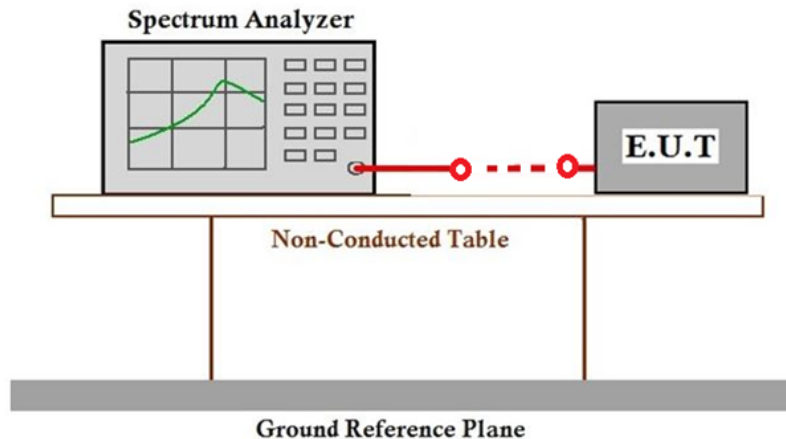 Spectrum Analyzer
E.U.T
Non-Conducted Table
Ground Reference Plane